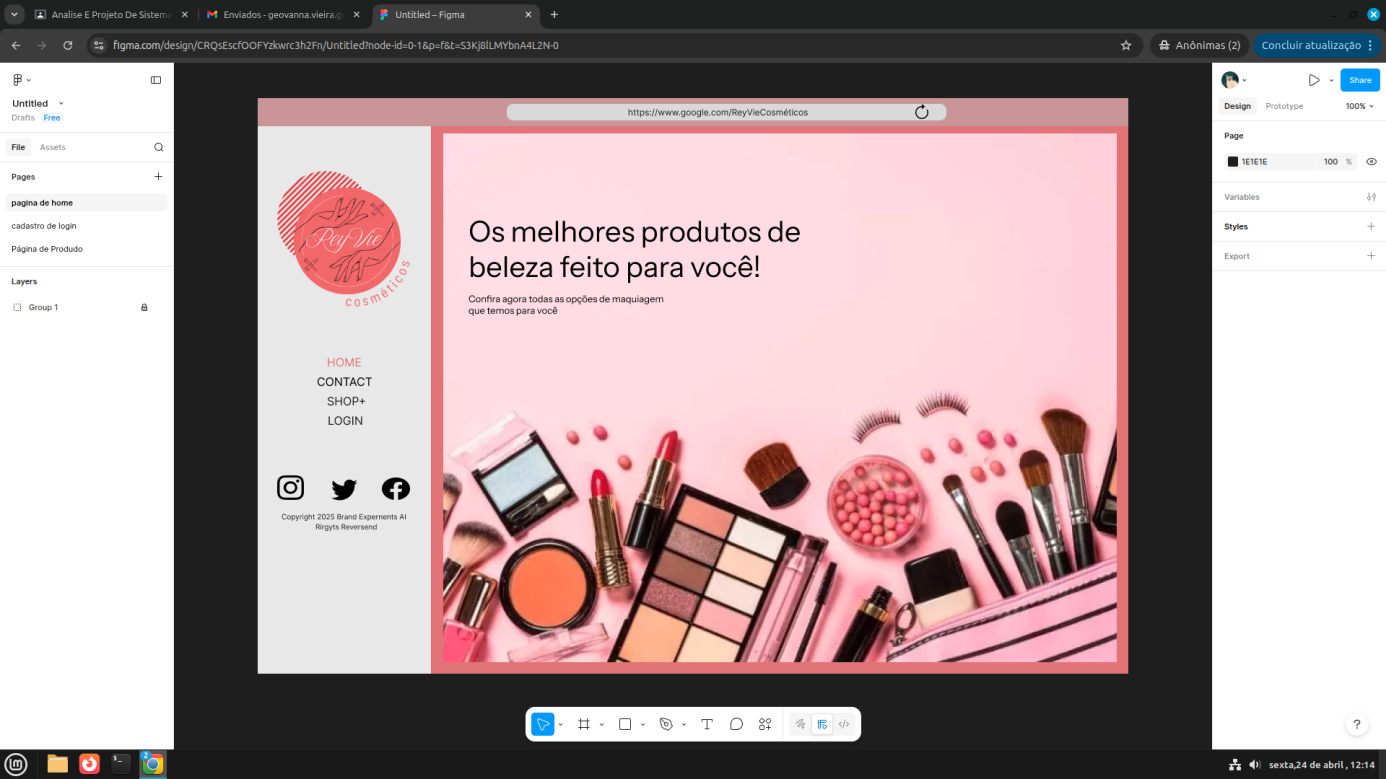 Analise E Projeto De Sistema
Enviados - geovanna.vieira.g
Untitled – Figma
figma.com/design/CRQsEscfOOFYzkwrc3h2Fn/Untitled?node-id=0-1&p=f&t=S3Kj8lLMYbnA4L2N-0
Anônimas (2)
Concluir atualização
Untitled
Drafts
Free
File
Assets
Pages
pagina de home
cadastro de login
Página de Produdo
Layers
Group 1
https://www.google.com/ReyVieCosméticos
ReyVie
cosméticos
HOME
CONTACT
SHOP+
LOGIN
Copyright 2025 Brand Expernents AI
Rirgyts Reversend
Os melhores produtos de
beleza feito para você!
Confira agora todas as opções de maquiagem
que temos para você
Share
Design
Prototype
100%
Page
1E1E1E
100
%
Variables
Styles
Export
?
2
sexta,24 de abril , 12:14